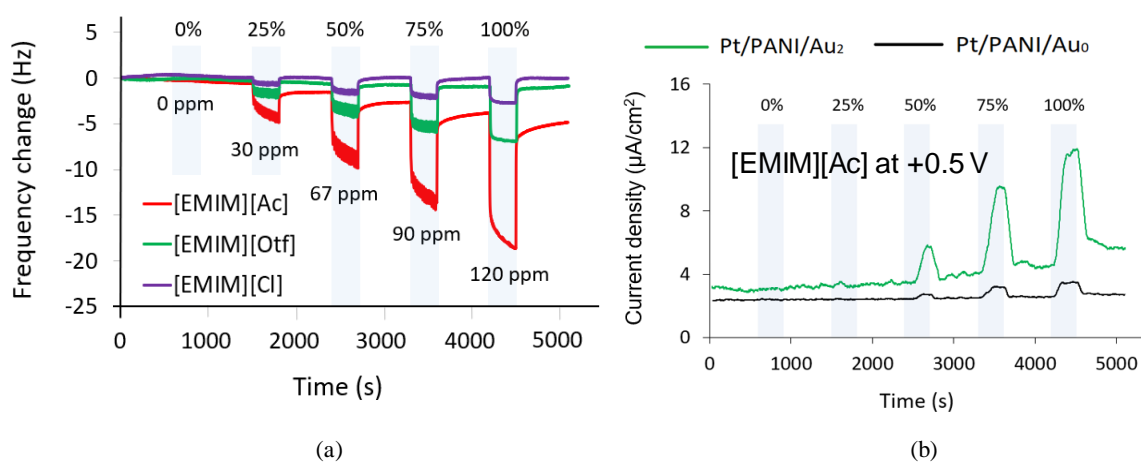 0% 25% 50% 75% 100%
Frequency change (Hz)
5
0
-5
-10
-15
-20
-25
0 ppm
30 ppm
67 ppm
90 ppm
120 ppm
[EMIM][Ac]
[EMIM][Otf]
[EMIM][Cl]
0 1000 2000 3000 4000 5000
Time (s)
(a)
Pt/PANI/Au₂ Pt/PANI/Au₀
Current density (µA/cm²)
16
12
8
4
0
0% 25% 50% 75% 100%
[EMIM][Ac] at +0.5 V
0 1000 2000 3000 4000 5000
Time (s)
(b)